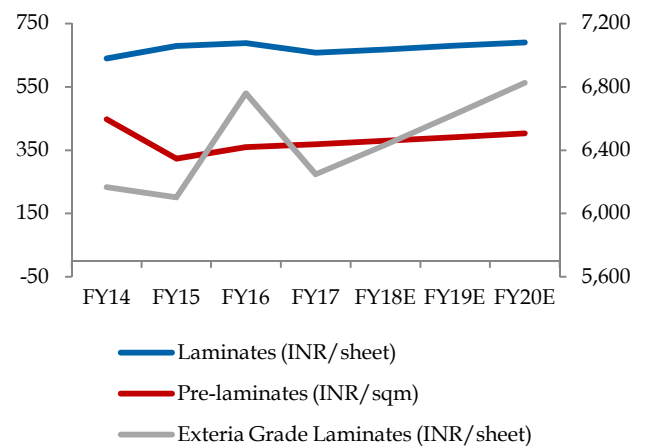 750 7,200
550 6,800
350 6,400
150 6,000
-50 5,600
FY14 FY15 FY16 FY17 FY18E FY19E FY20E
Laminates (INR/sheet)
Pre-laminates (INR/sqm)
Exteria Grade Laminates (INR/sheet)